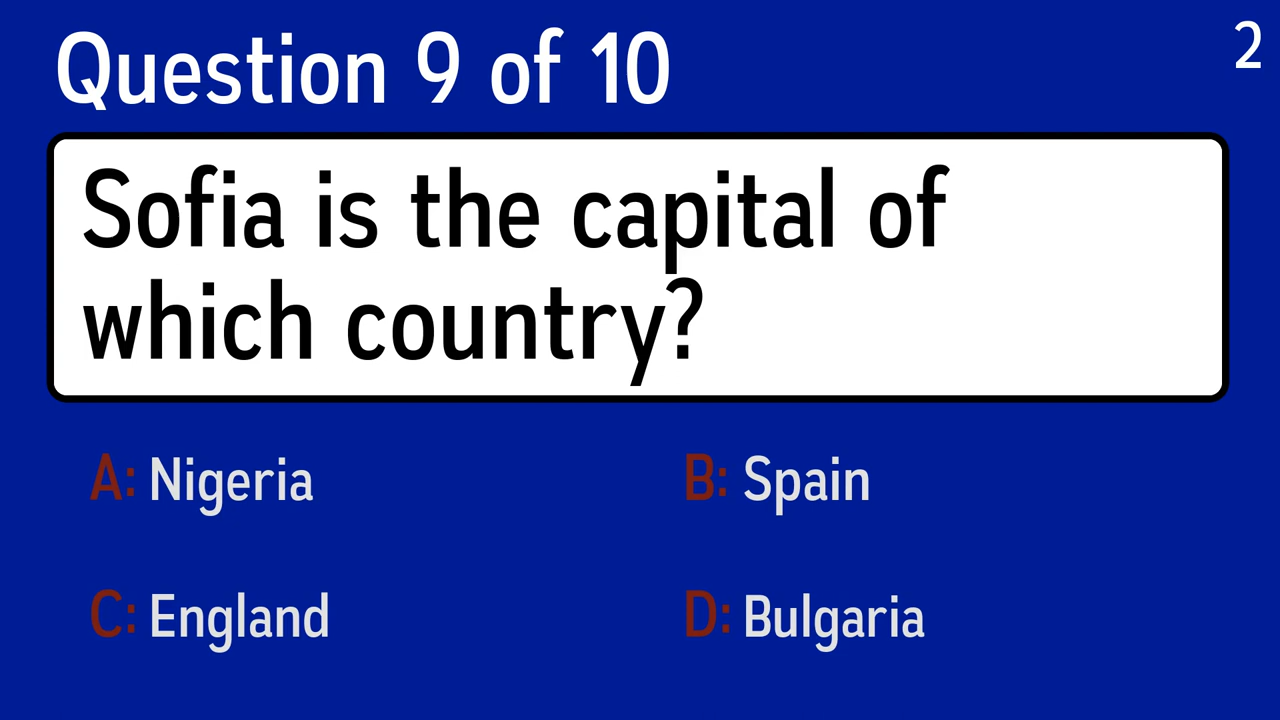 Question 9 of 10
2
Sofia is the capital of
which country?
A: Nigeria
B: Spain
C: England
D: Bulgaria